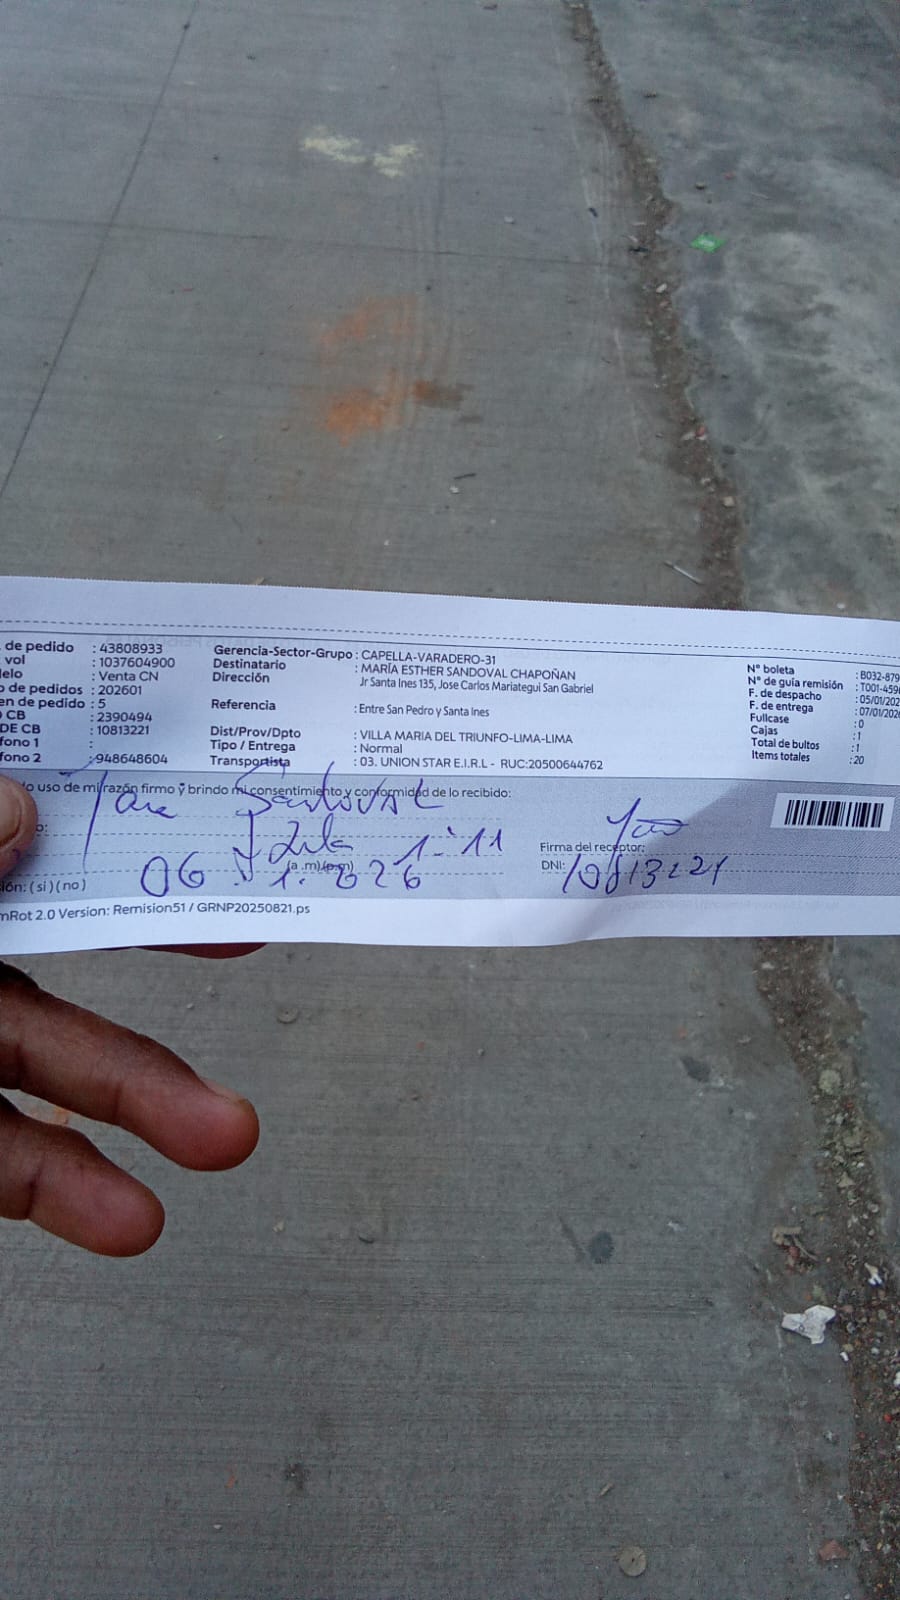 de pedido : 43808933
vol : 1037604900
elo : Venta CN
o de pedidos : 202601
en de pedido : 5
CB : 2390494
DE CB : 10813221
fono 1 :
fono 2 : 948648604
Gerencia-Sector-Grupo : CAPELLA-VARADERO-31
Destinatario : MARÍA ESTHER SANDOVAL CHAPOÑAN
Dirección : Jr Santa Ines 135, Jose Carlos Mariategui San Gabriel
Referencia : Entre San Pedro y Santa Ines
Dist/Prov/Dpto : VILLA MARIA DEL TRIUNFO-LIMA-LIMA
Tipo / Entrega : Normal
Transportista : 03. UNION STAR E.I.R.L - RUC:20500644762
N° boleta : B032-879
N° de guía remisión : T001-459
F. de despacho : 05/01/202
F. de entrega : 07/01/202
Fullcase : 0
Cajas : 1
Total de bultos : 1
Items totales : 20
uso de mi razón firmo y brindo mi consentimiento y conformidad de lo recibido:
Sandoval
1:11
(a.m) (p.m)
06
Firma del receptor:
DNI: 10813221
ión: ( si ) ( no )
mRot 2.0 Version: Remision51 / GRNP20250821.ps